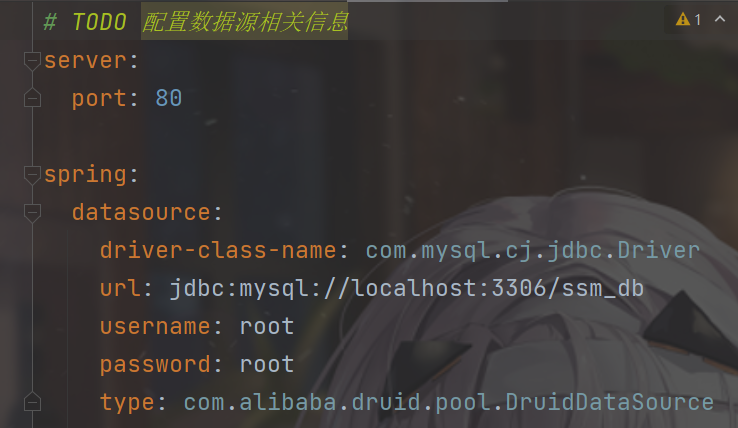 # TODO 配置数据源相关信息
1
server:
  port: 80
spring:
  datasource:
    driver-class-name: com.mysql.cj.jdbc.Driver
    url: jdbc:mysql://localhost:3306/ssm_db
    username: root
    password: root
    type: com.alibaba.druid.pool.DruidDataSource